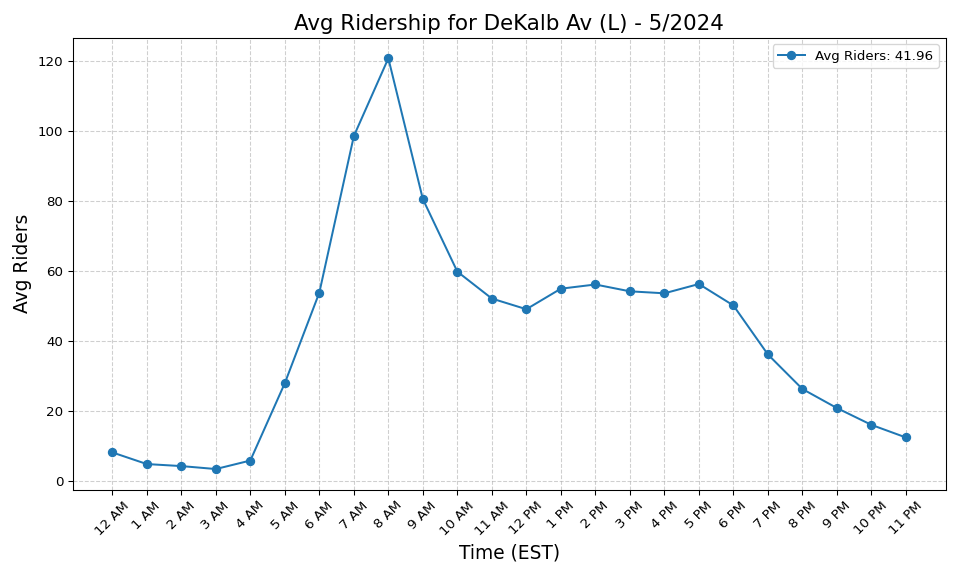 Avg Ridership for DeKalb Av (L) - 5/2024
Avg Riders: 41.96
120
100
80
60
40
20
0
Avg Riders
12 AM
1 AM
2 AM
3 AM
4 AM
5 AM
6 AM
7 AM
8 AM
9 AM
10 AM
11 AM
12 PM
1 PM
2 PM
3 PM
4 PM
5 PM
6 PM
7 PM
8 PM
9 PM
10 PM
11 PM
Time (EST)